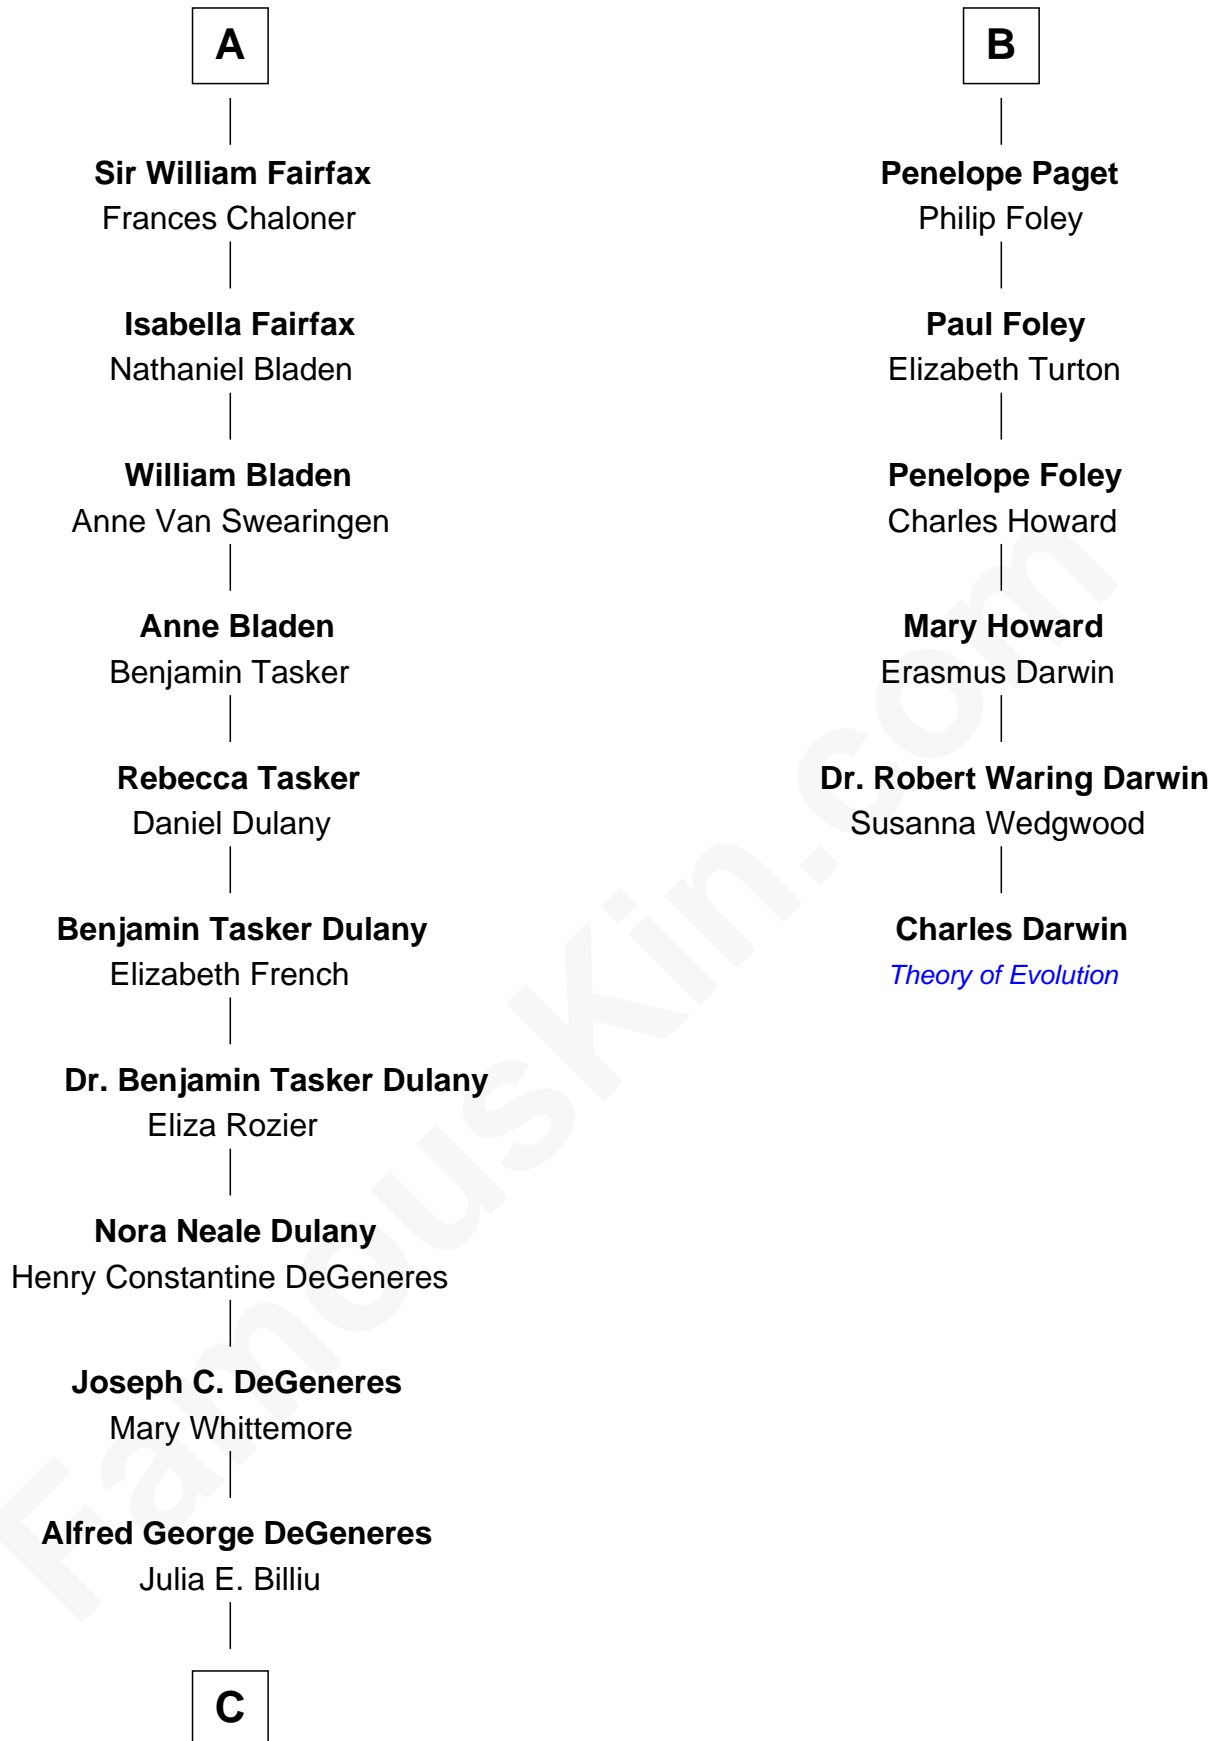 A
Sir William Fairfax
Frances Chaloner
Isabella Fairfax
Nathaniel Bladen
William Bladen
Anne Van Swearingen
Anne Bladen
Benjamin Tasker
Rebecca Tasker
Daniel Dulany
Benjamin Tasker Dulany
Elizabeth French
Dr. Benjamin Tasker Dulany
Eliza Rozier
Nora Neale Dulany
Henry Constantine DeGeneres
Joseph C. DeGeneres
Mary Whittemore
Alfred George DeGeneres
Julia E. Billiu
C
B
Penelope Paget
Philip Foley
Paul Foley
Elizabeth Turton
Penelope Foley
Charles Howard
Mary Howard
Erasmus Darwin
Dr. Robert Waring Darwin
Susanna Wedgwood
Charles Darwin
Theory of Evolution
FamousKin.com